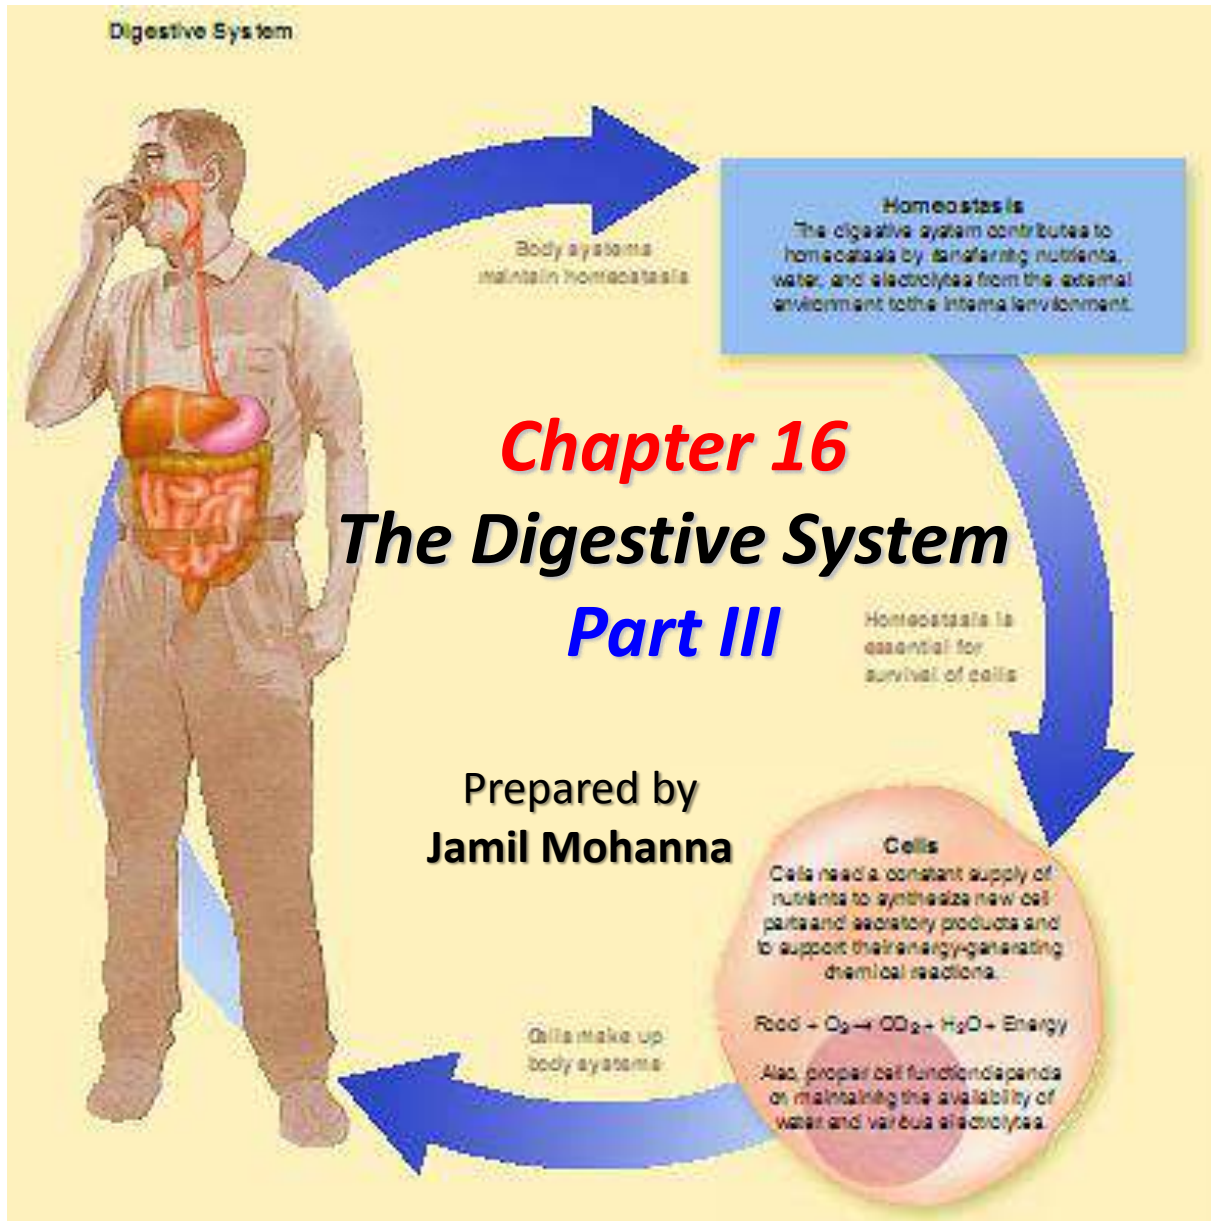 Digestive System
Homeostasis
The digestive system contributes to
homeostasis by transferring nutrients,
water, and electrolytes from the external
environment to the internal environment.
Body systems
maintain homeostasis
Chapter 16
The Digestive System
Part III
Homeostasis is
essential for
survival of cells
Prepared by
Jamil Mohanna
Cells
Cells need a constant supply of
nutrients to synthesize new cell
parts and secretory products and
to support their energy-generating
chemical reactions.
Food + O₂ → CO₂ + H₂O + Energy
Also, proper cell function depends
on maintaining the availability of
water and various electrolytes.
Cells make up
body systems